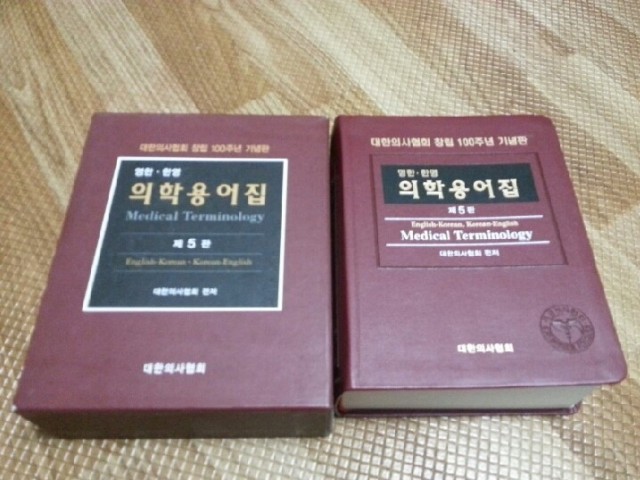 대한의사협회 창립 100주년 기념판
영한·한영
의학용어집
Medical Terminology
제 5 판
English-Korean · Korean-English
대한의사협회 편저
대한의사협회
대한의사협회 창립 100주년 기념판
영한·한영
의학용어집
제 5 판
English-Korean, Korean-English
Medical Terminology
대한의사협회 편저
대한의사협회